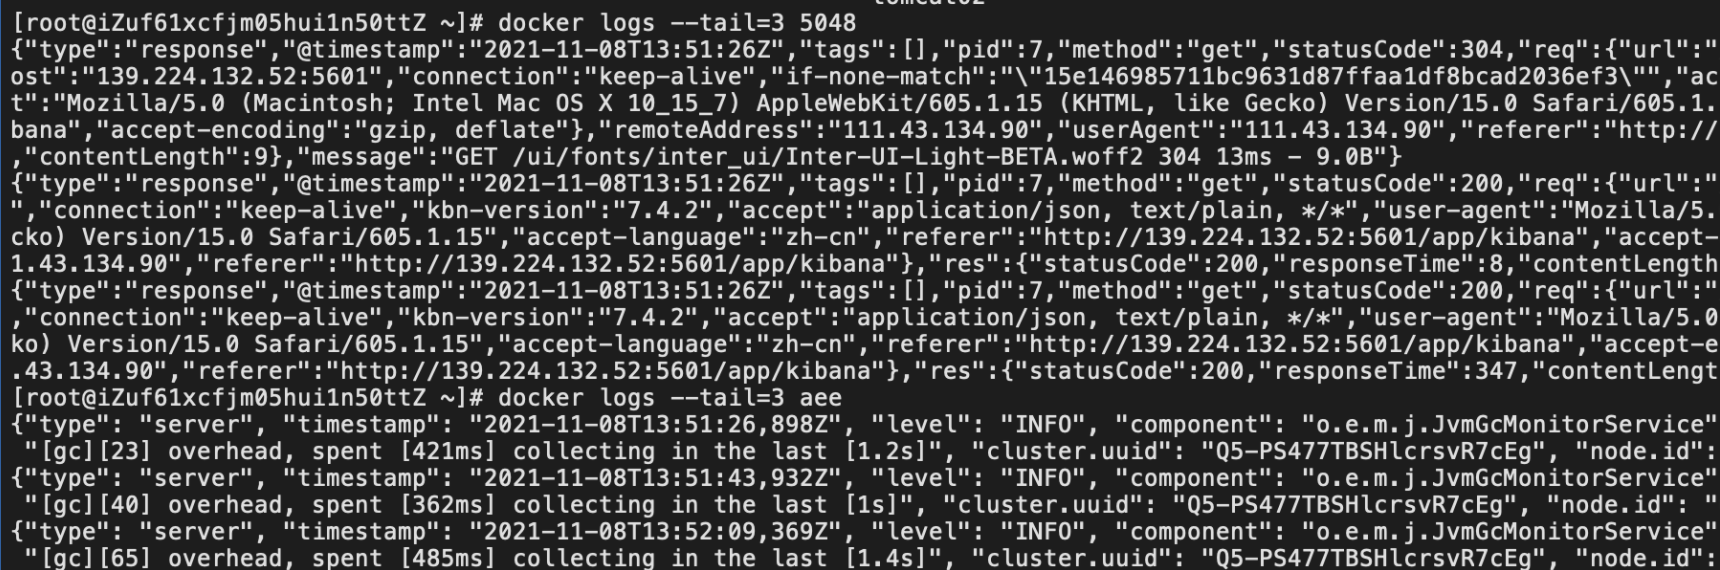 [root@iZuf61xcfjm05hui1n50ttZ ~]# docker logs --tail=3 5048
{"type":"response","@timestamp":"2021-11-08T13:51:26Z","tags":[],"pid":7,"method":"get","statusCode":304,"req":{"url":"
ost":"139.224.132.52:5601","connection":"keep-alive","if-none-match":"\"15e146985711bc9631d87ffaa1df8bcad2036ef3\"","ac
t":"Mozilla/5.0 (Macintosh; Intel Mac OS X 10_15_7) AppleWebKit/605.1.15 (KHTML, like Gecko) Version/15.0 Safari/605.1.
bana","accept-encoding":"gzip, deflate"},"remoteAddress":"111.43.134.90","userAgent":"111.43.134.90","referer":"http://
,"contentLength":9},"message":"GET /ui/fonts/inter_ui/Inter-UI-Light-BETA.woff2 304 13ms - 9.0B"}
{"type":"response","@timestamp":"2021-11-08T13:51:26Z","tags":[],"pid":7,"method":"get","statusCode":200,"req":{"url":"
","connection":"keep-alive","kbn-version":"7.4.2","accept":"application/json, text/plain, */*","user-agent":"Mozilla/5.
cko) Version/15.0 Safari/605.1.15","accept-language":"zh-cn","referer":"http://139.224.132.52:5601/app/kibana","accept-
1.43.134.90","referer":"http://139.224.132.52:5601/app/kibana"},"res":{"statusCode":200,"responseTime":8,"contentLength
{"type":"response","@timestamp":"2021-11-08T13:51:26Z","tags":[],"pid":7,"method":"get","statusCode":200,"req":{"url":"
,"connection":"keep-alive","kbn-version":"7.4.2","accept":"application/json, text/plain, */*","user-agent":"Mozilla/5.0
ko) Version/15.0 Safari/605.1.15","accept-language":"zh-cn","referer":"http://139.224.132.52:5601/app/kibana","accept-e
.43.134.90","referer":"http://139.224.132.52:5601/app/kibana"},"res":{"statusCode":200,"responseTime":347,"contentLengt
[root@iZuf61xcfjm05hui1n50ttZ ~]# docker logs --tail=3 aee
{"type": "server", "timestamp": "2021-11-08T13:51:26,898Z", "level": "INFO", "component": "o.e.m.j.JvmGcMonitorService"
"[gc][23] overhead, spent [421ms] collecting in the last [1.2s]", "cluster.uuid": "Q5-PS477TBSHlcrsvR7cEg", "node.id":
{"type": "server", "timestamp": "2021-11-08T13:51:43,932Z", "level": "INFO", "component": "o.e.m.j.JvmGcMonitorService"
"[gc][40] overhead, spent [362ms] collecting in the last [1s]", "cluster.uuid": "Q5-PS477TBSHlcrsvR7cEg", "node.id": "
{"type": "server", "timestamp": "2021-11-08T13:52:09,369Z", "level": "INFO", "component": "o.e.m.j.JvmGcMonitorService"
"[gc][65] overhead, spent [485ms] collecting in the last [1.4s]", "cluster.uuid": "Q5-PS477TBSHlcrsvR7cEg", "node.id":